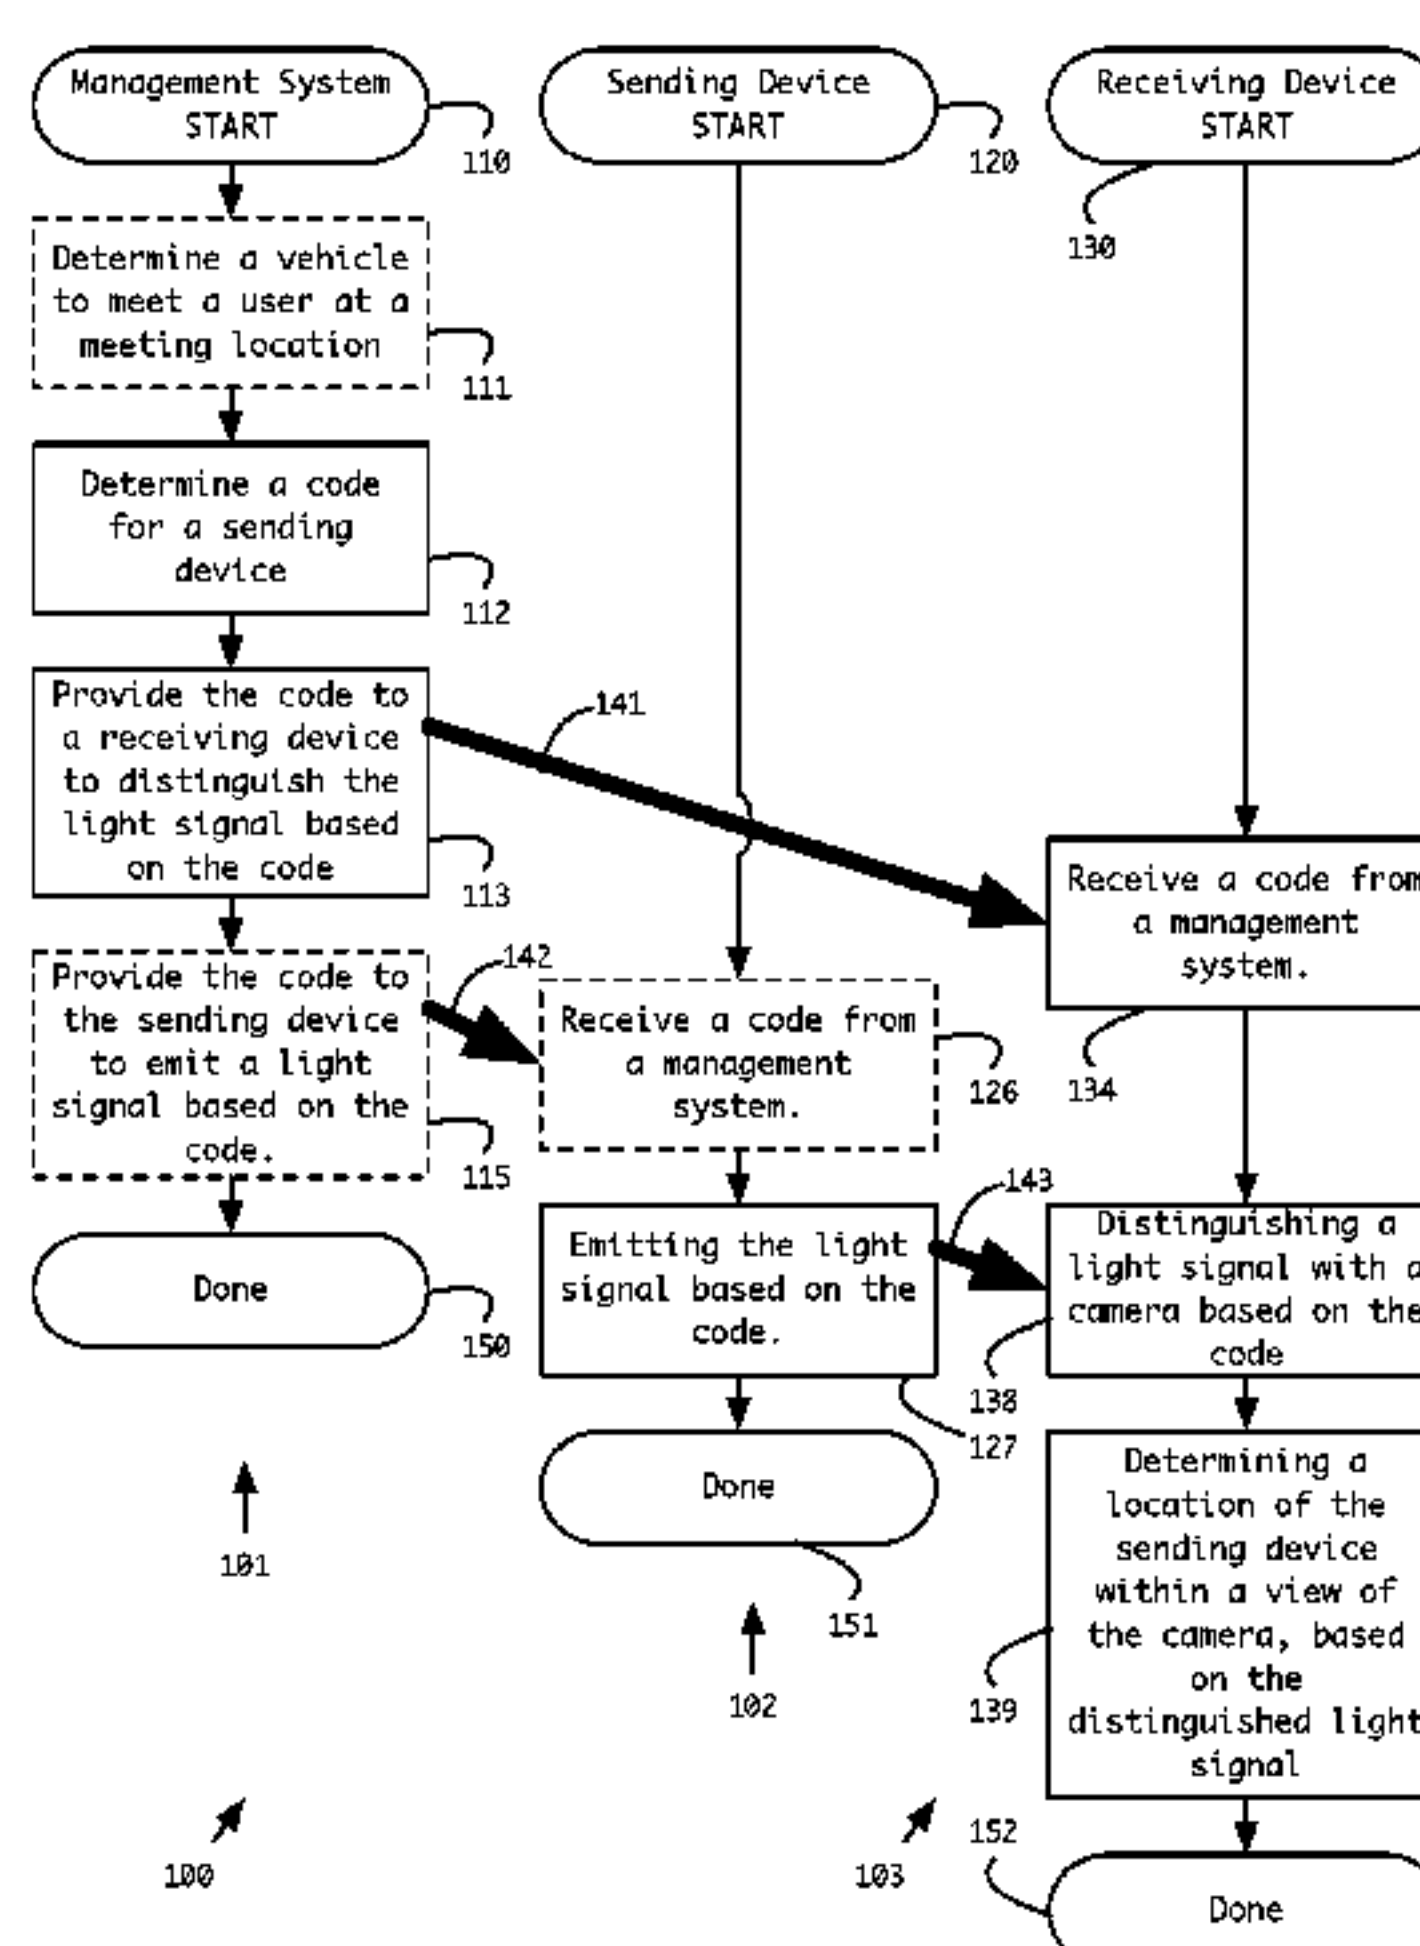 Management System
START
110
Determine a vehicle
to meet a user at a
meeting location
111
Determine a code
for a sending
device
112
Provide the code to
a receiving device
to distinguish the
light signal based
on the code
113
Provide the code to
the sending device
to emit a light
signal based on the
code.
115
Done
150
101
100
Sending Device
START
120
141
142
Receive a code from
a management
system.
126
Emitting the light
signal based on the
code.
143
127
Done
151
102
103
Receiving Device
START
130
Receive a code from
a management
system.
134
Distinguishing a
light signal with a
camera based on the
code
138
Determining a
location of the
sending device
within a view of
the camera, based
on the
distinguished light
signal
139
152
Done